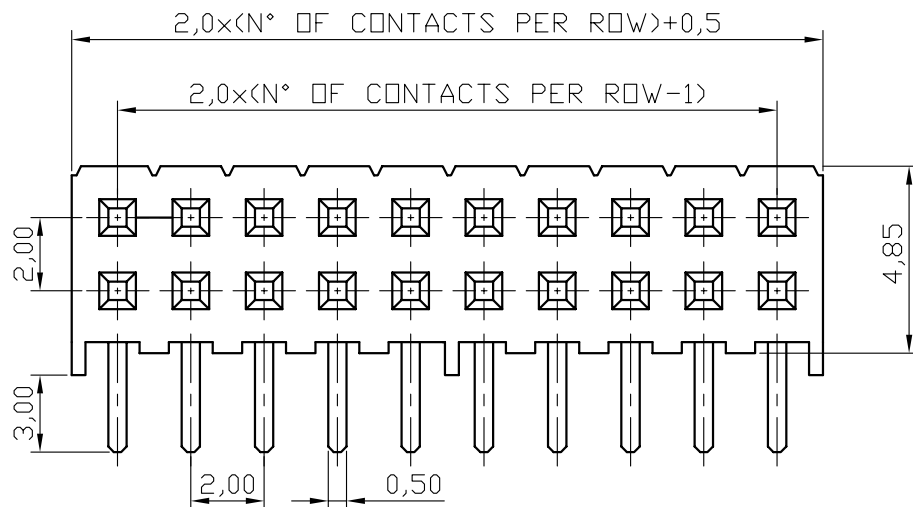 2,0x(N° OF CONTACTS PER ROW)+0,5
2,0x(N° OF CONTACTS PER ROW-1)
2,00
4,85
3,00
2,00
0,50